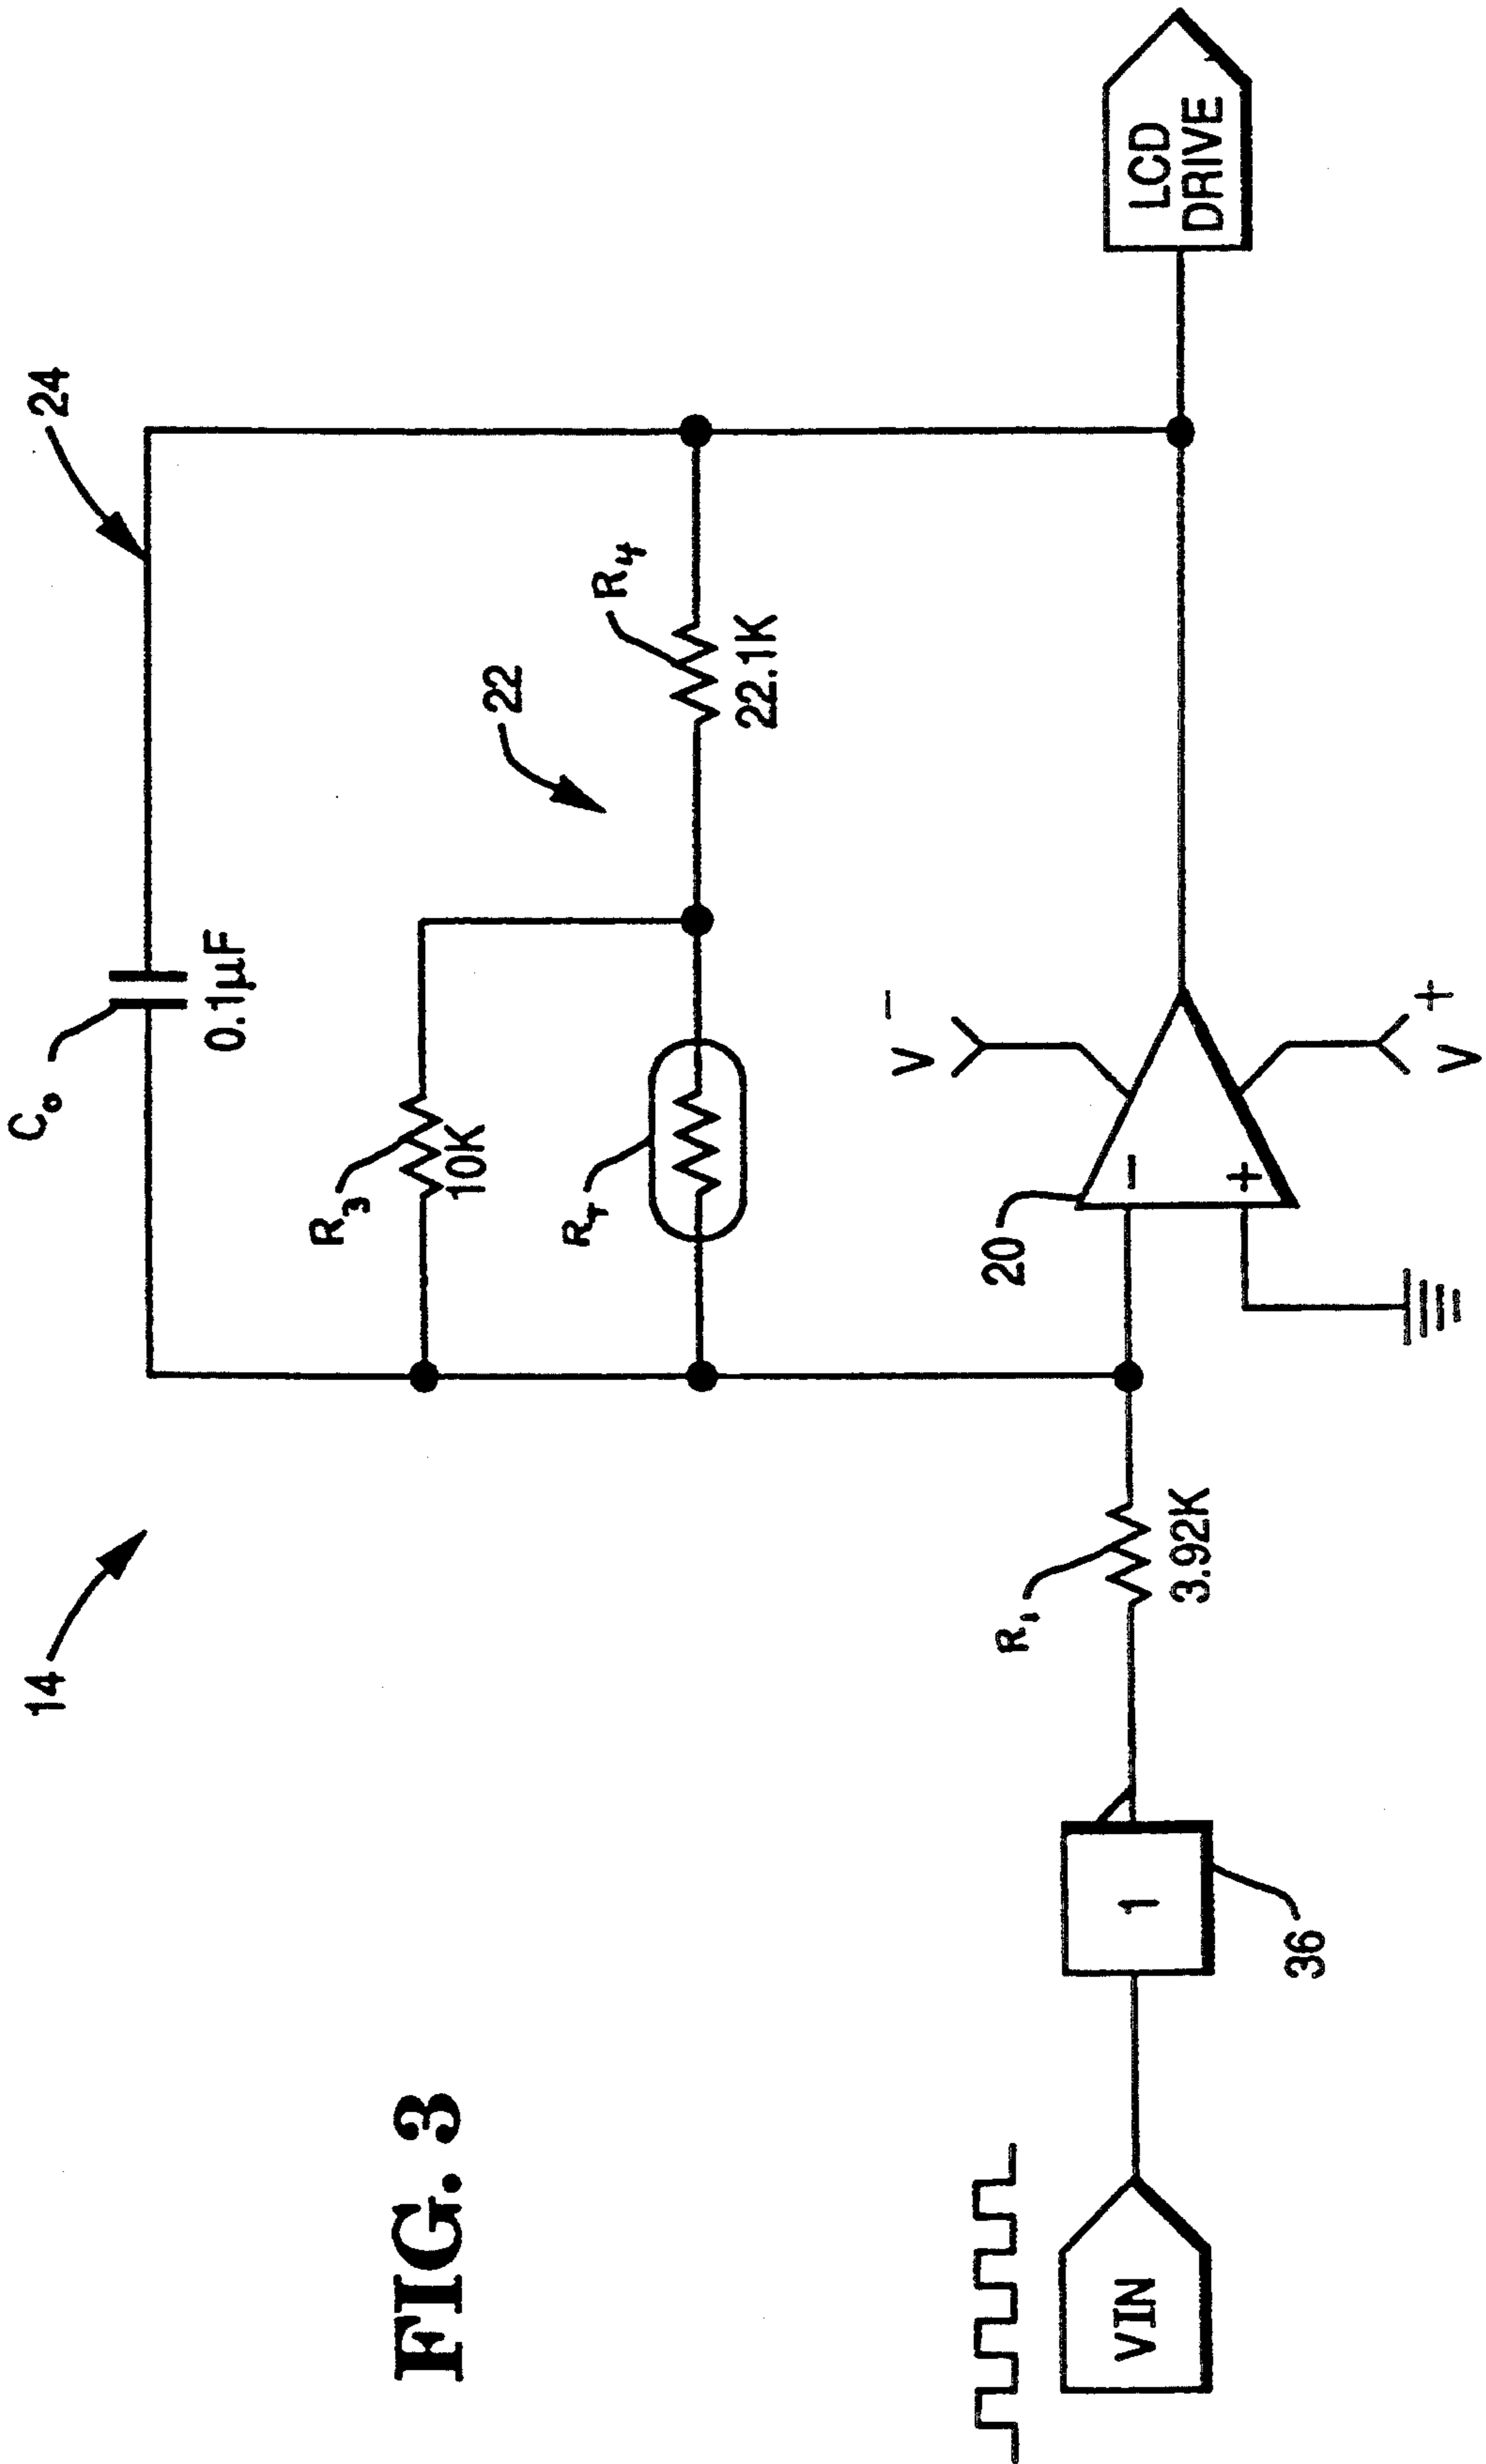 14
24
C₀
0.1µF
R₃
10K
22
R₄
22.1K
R_T
LCD
DRIVE
20
V⁻
−
+
V⁺
R₁
3.92K
1
36
VIN
FIG. 3